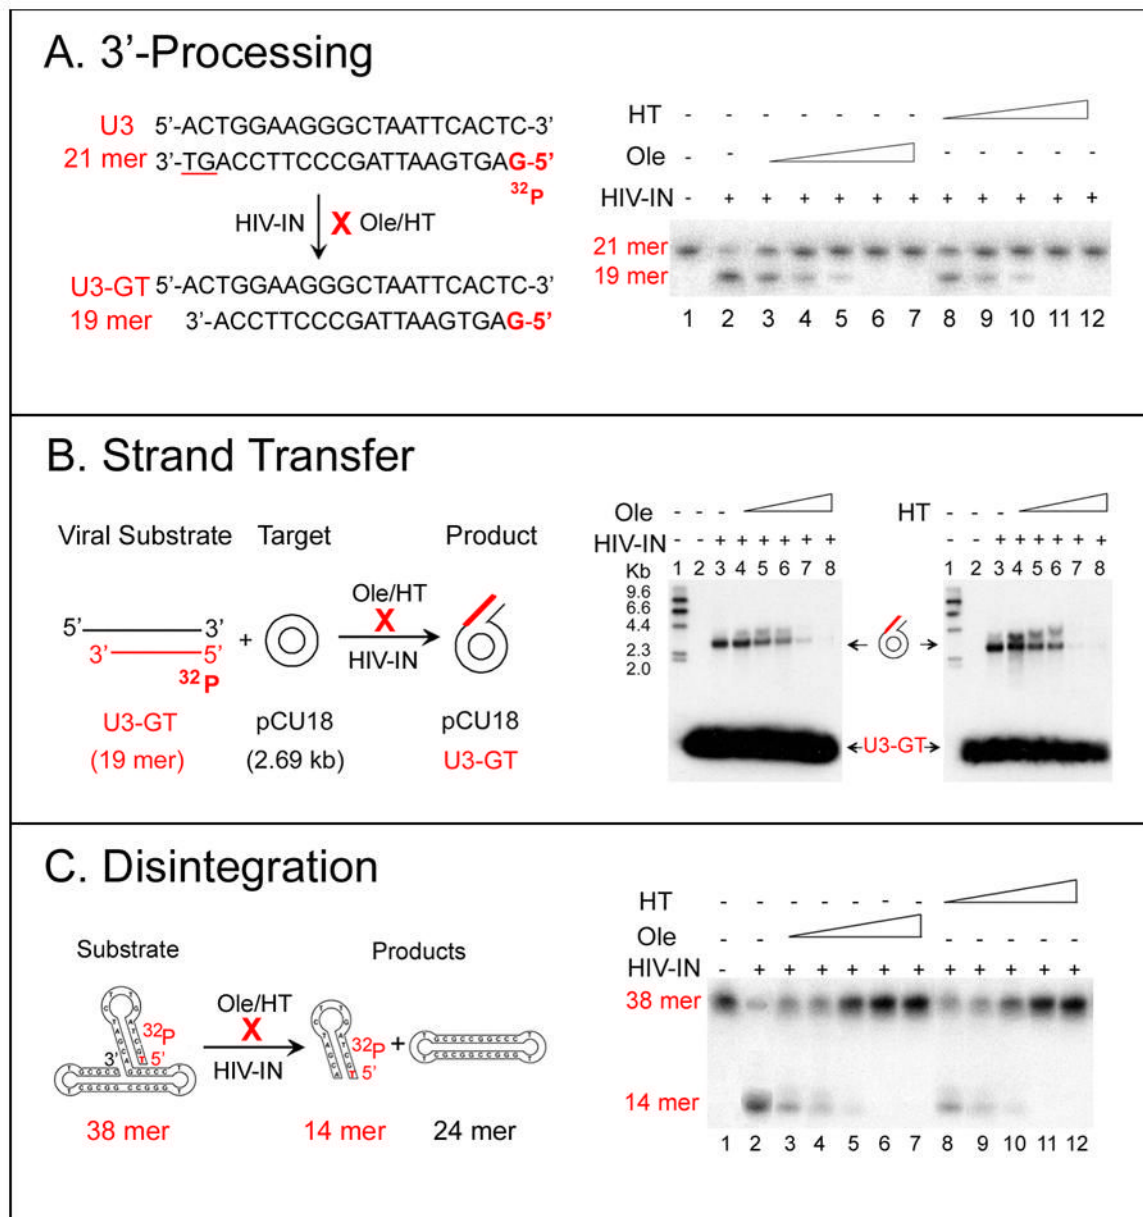 A. 3'-Processing
U3 5'-ACTGGAAGGGCTAATTCACTC-3'
21 mer 3'-TGACCTTCCCGATTAAGTGAG-5'
32P
HIV-IN X Ole/HT
U3-GT 5'-ACTGGAAGGGCTAATTCACTC-3'
19 mer 3'-ACCTTCCCGATTAAGTGAG-5'
HT - - - - - - -
Ole - - - - - - -
HIV-IN - + + + + + + + + + + +
21 mer
19 mer
1 2 3 4 5 6 7 8 9 10 11 12
B. Strand Transfer
Viral Substrate Target Product
Ole/HT
5' 3' + X
3' 5' HIV-IN
32P
U3-GT pCU18 pCU18
(19 mer) (2.69 kb) U3-GT
Ole - - -
HIV-IN - - + + + + + +
Kb 1 2 3 4 5 6 7 8
9.6
6.6
4.4
2.3
2.0
HT - - -
- - + + + + + +
1 2 3 4 5 6 7 8
U3-GT
C. Disintegration
Substrate Products
Ole/HT
X
HIV-IN
32P
3' 5'
32P +
5'
38 mer 14 mer 24 mer
HT - - - - - - -
Ole - - - - - - -
HIV-IN - + + + + + + + + + + +
38 mer
14 mer
1 2 3 4 5 6 7 8 9 10 11 12